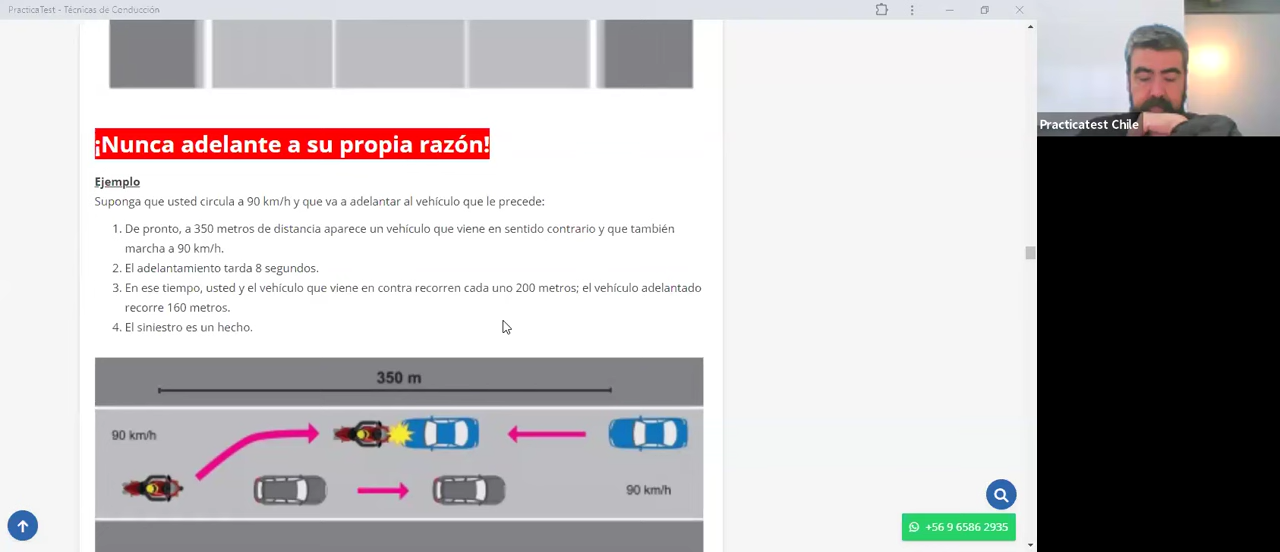 PracticaTest - Técnicas de Conducción
Practicatest Chile
¡Nunca adelante a su propia razón!
Ejemplo
Suponga que usted circula a 90 km/h y que va a adelantar al vehículo que le precede:
1. De pronto, a 350 metros de distancia aparece un vehículo que viene en sentido contrario y que también
marcha a 90 km/h.
2. El adelantamiento tarda 8 segundos.
3. En ese tiempo, usted y el vehículo que viene en contra recorren cada uno 200 metros; el vehículo adelantado
recorre 160 metros.
4. El siniestro es un hecho.
350 m
90 km/h
90 km/h
+56 9 6586 2935